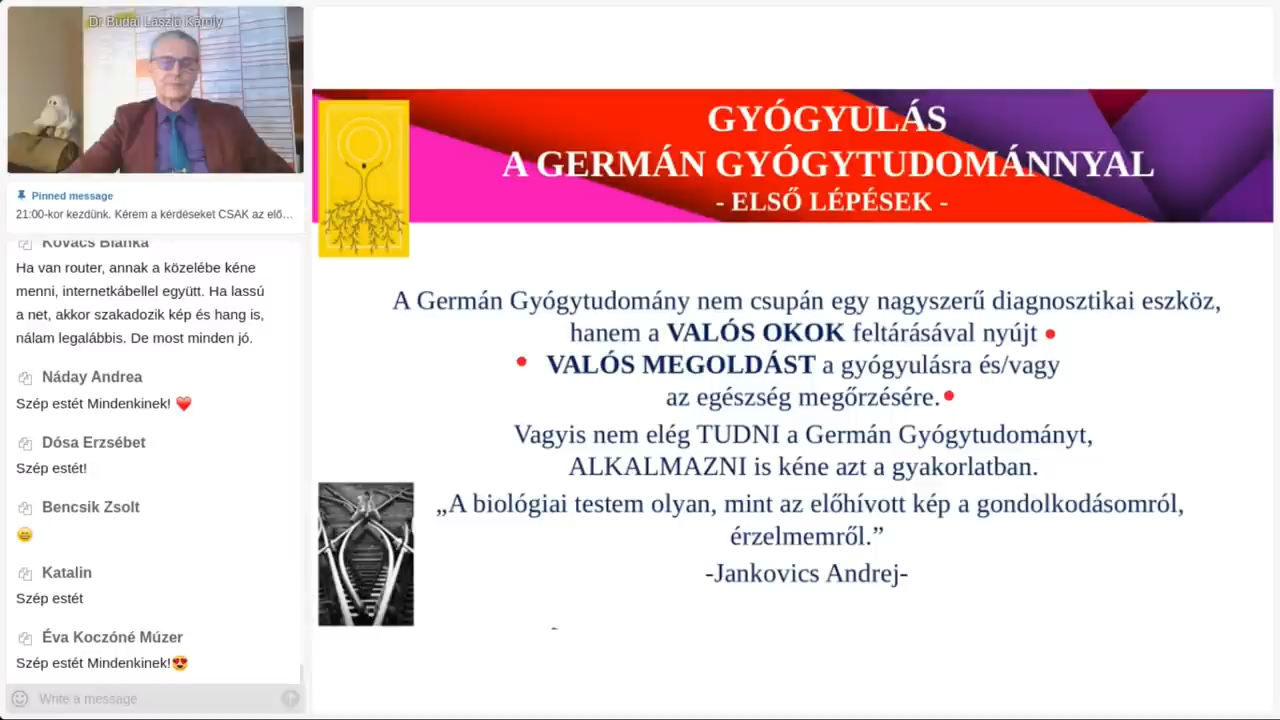 Dr Budai László Károly
Pinned message
21:00-kor kezdünk. Kérem a kérdéseket CSAK az elő…
Kovács Blanka
Ha van router, annak a közelébe kéne
menni, internetkábellel együtt. Ha lassú
a net, akkor szakadozik kép és hang is,
nálam legalábbis. De most minden jó.
Náday Andrea
Szép estét Mindenkinek! ❤️
Dósa Erzsébet
Szép estét!
Bencsik Zsolt
😀
Katalin
Szép estét
Éva Koczóné Múzer
Szép estét Mindenkinek!😍
Write a message
GYÓGYULÁS
A GERMÁN GYÓGYTUDOMÁNNYAL
- ELSŐ LÉPÉSEK -
A Germán Gyógytudomány nem csupán egy nagyszerű diagnosztikai eszköz,
hanem a VALÓS OKOK feltárásával nyújt
VALÓS MEGOLDÁST a gyógyulásra és/vagy
az egészség megőrzésére.
Vagyis nem elég TUDNI a Germán Gyógytudományt,
ALKALMAZNI is kéne azt a gyakorlatban.
„A biológiai testem olyan, mint az előhívott kép a gondolkodásomról,
érzelmemről.”
-Jankovics Andrej-